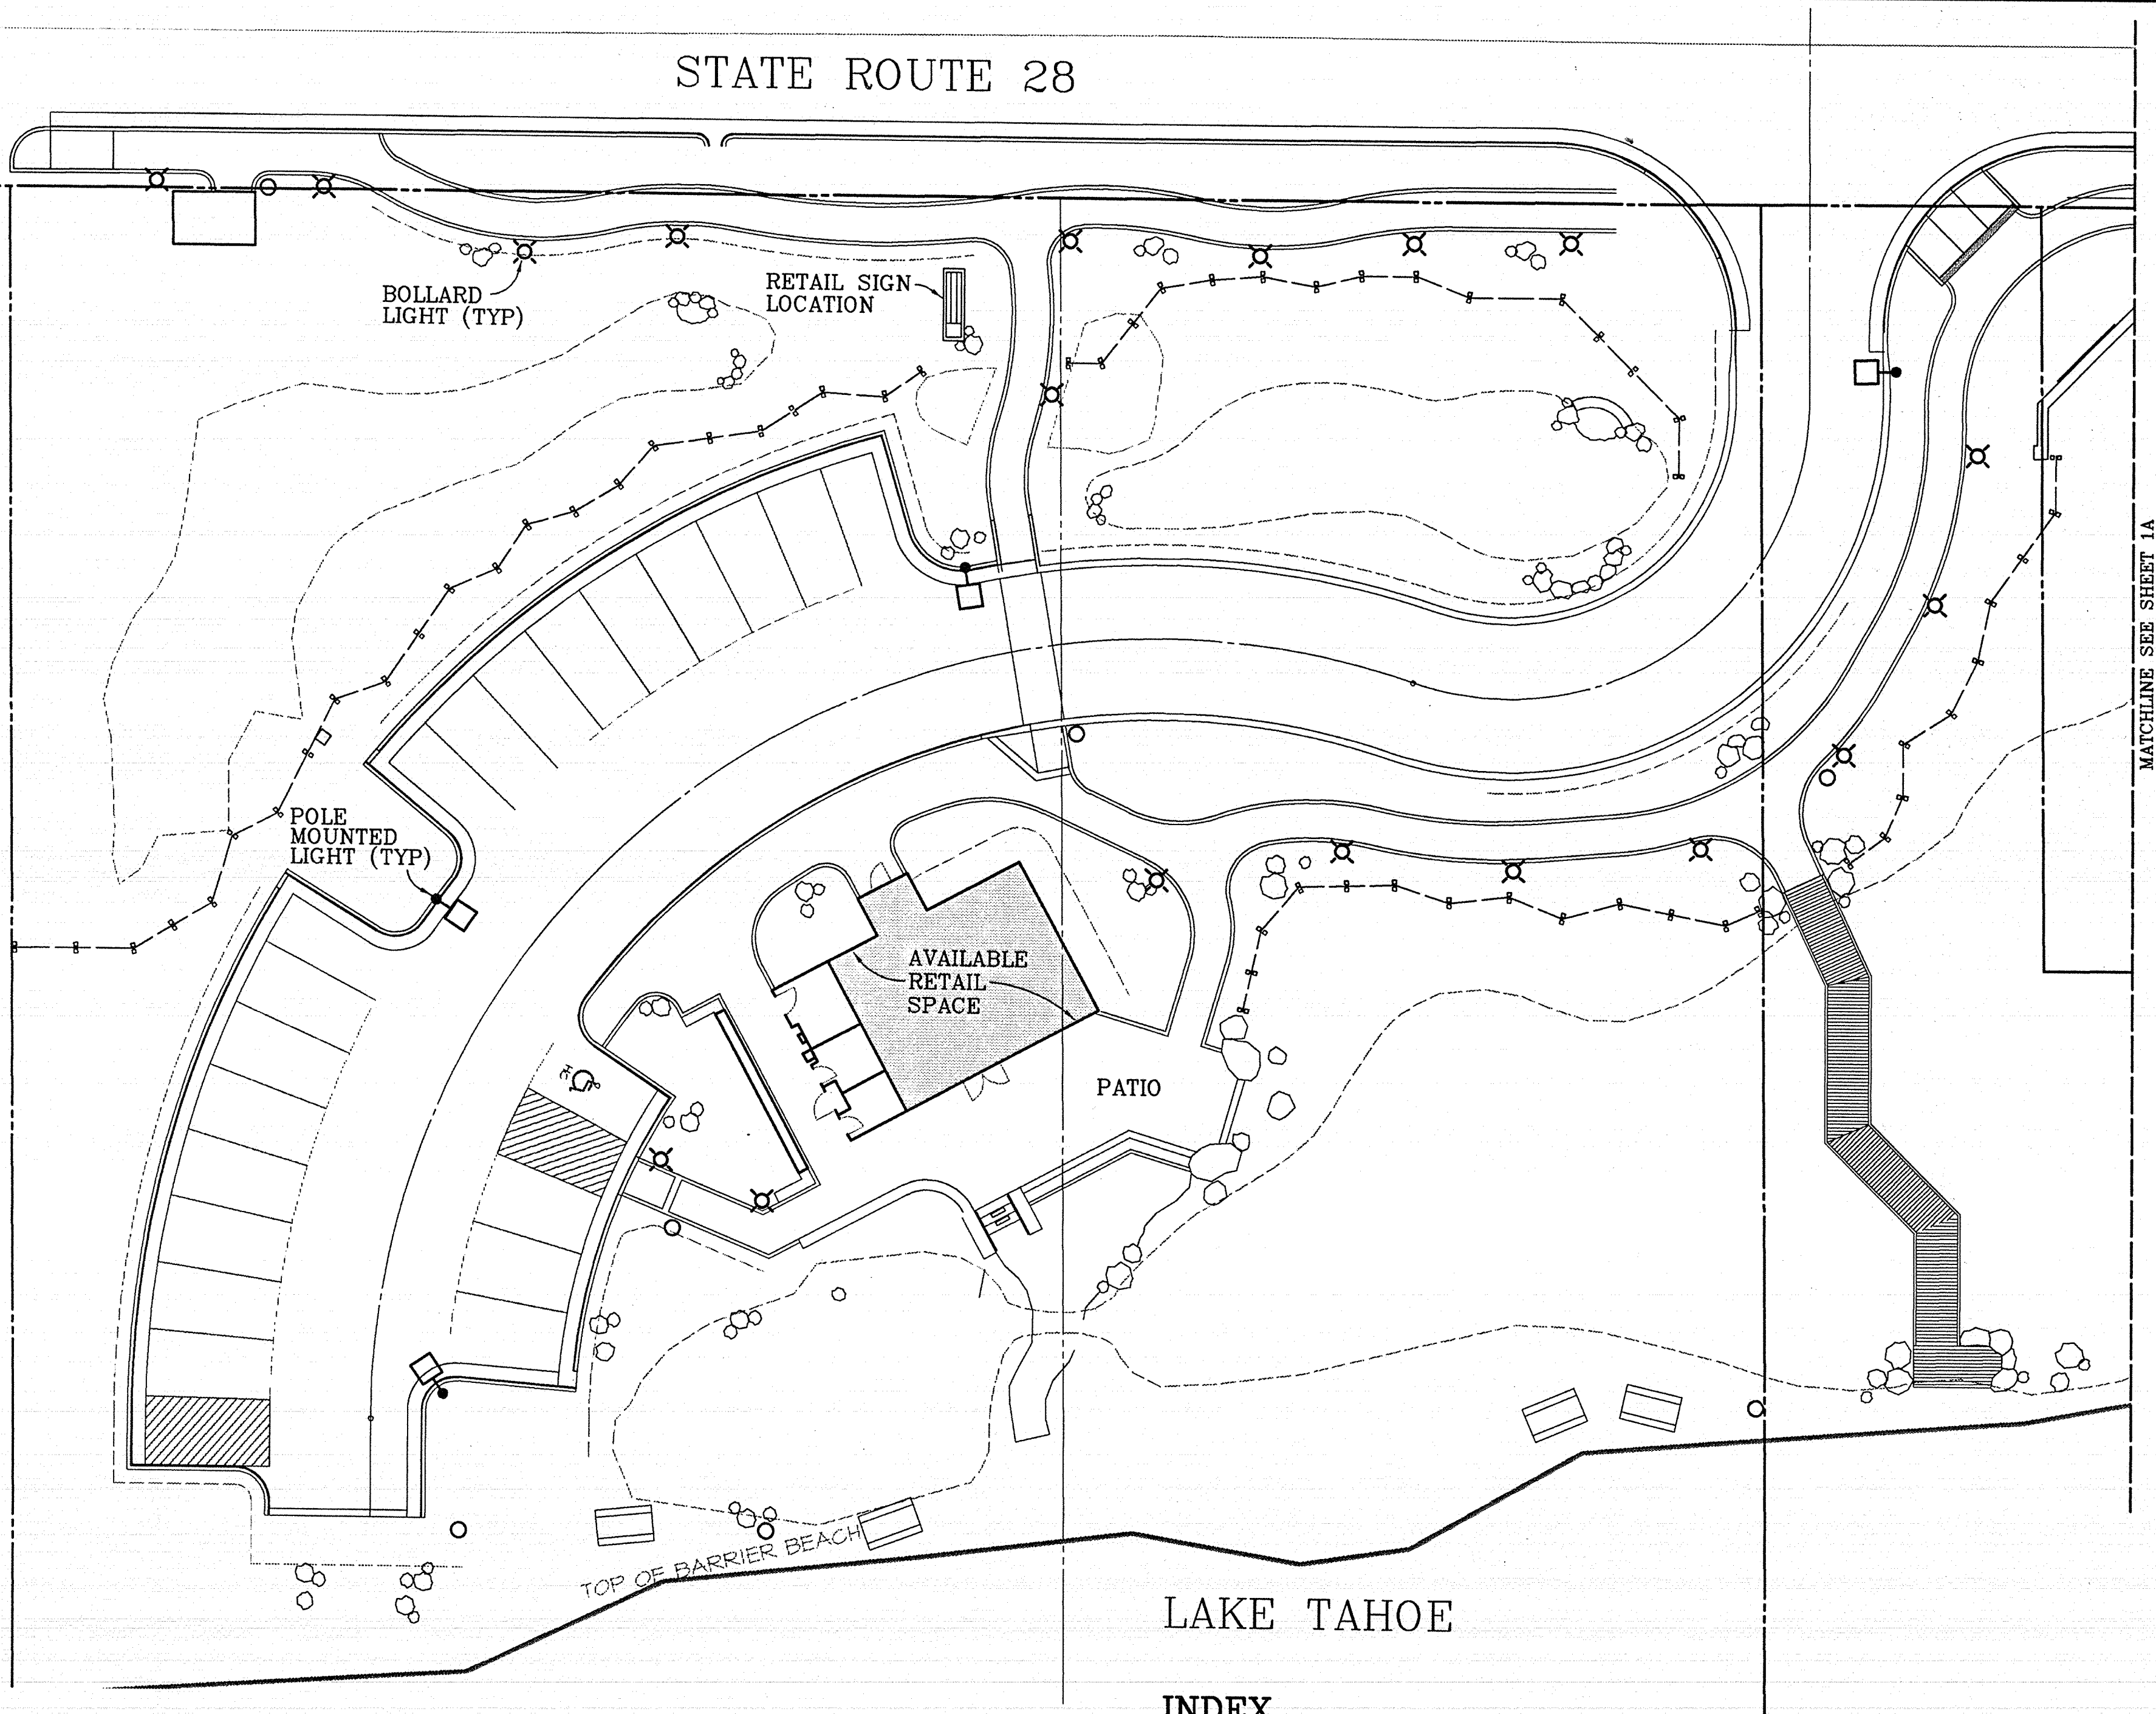 STATE ROUTE 28
BOLLARD
LIGHT (TYP)
RETAIL SIGN
LOCATION
MATCHLINE SEE SHEET 1A
POLE
MOUNTED
LIGHT (TYP)
AVAILABLE
RETAIL
SPACE
HC
PATIO
TOP OF BARRIER BEACH
LAKE TAHOE
INDEX